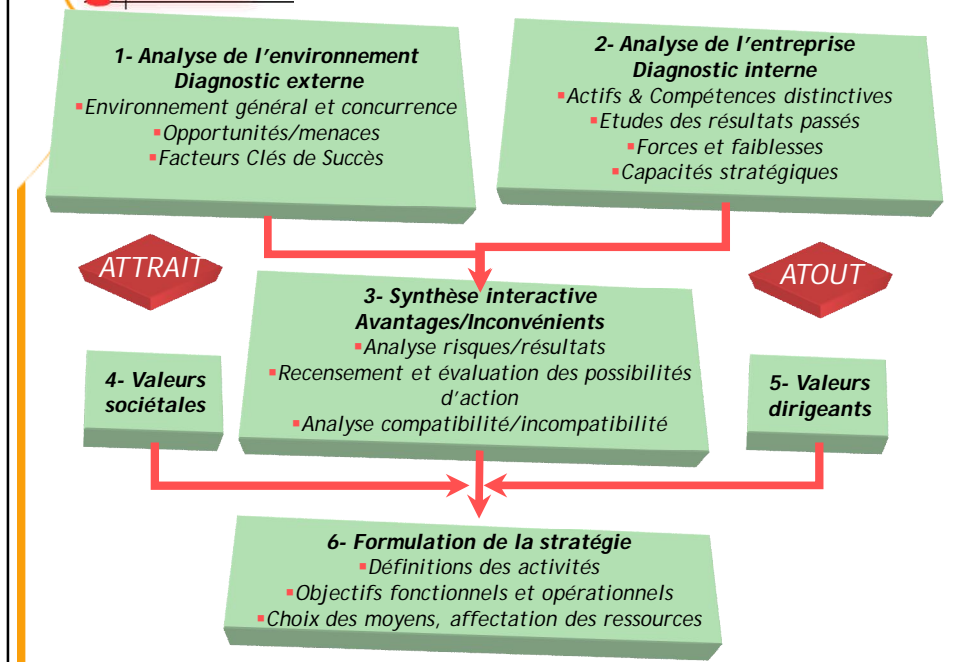 1- Analyse de l'environnement
Diagnostic externe
▪Environnement général et concurrence
▪Opportunités/menaces
▪Facteurs Clés de Succès
2- Analyse de l'entreprise
Diagnostic interne
▪Actifs & Compétences distinctives
▪Etudes des résultats passés
▪Forces et faiblesses
▪Capacités stratégiques
ATTRAIT
ATOUT
3- Synthèse interactive
Avantages/Inconvénients
▪Analyse risques/résultats
▪Recensement et évaluation des possibilités
d'action
▪Analyse compatibilité/incompatibilité
4- Valeurs
sociétales
5- Valeurs
dirigeants
6- Formulation de la stratégie
▪Définitions des activités
▪Objectifs fonctionnels et opérationnels
▪Choix des moyens, affectation des ressources